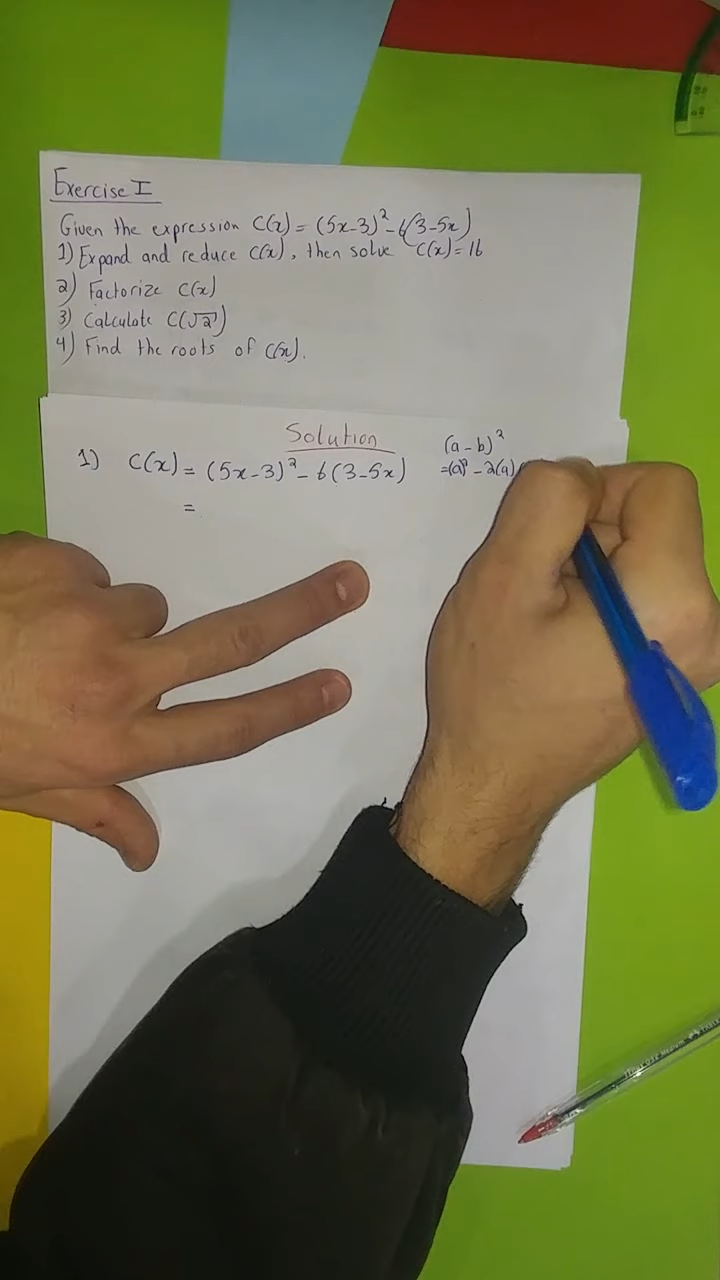 Exercise I
Given the expression C(x) = (5x-3)² - 6(3-5x)
1) Expand and reduce C(x), then solve C(x)=16
2) Factorize C(x)
3) Calculate C(√2)
4) Find the roots of C(x).
Solution
1) C(x) = (5x-3)² - 6(3-5x)
=
(a-b)²
=(a)² - 2(a)